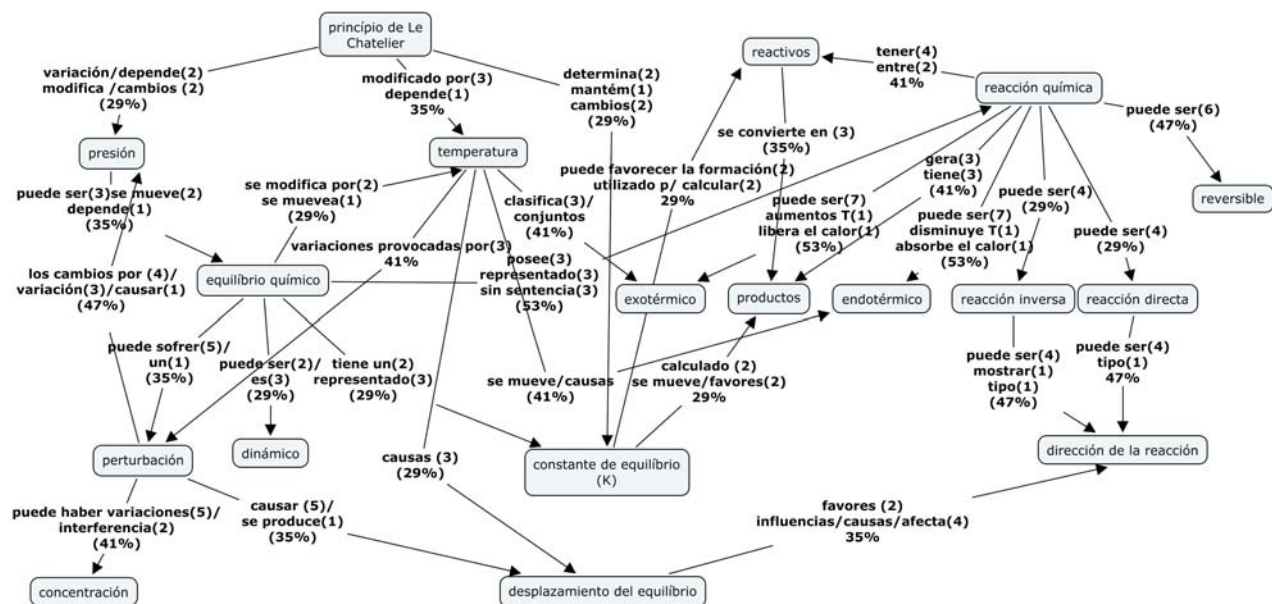 princípio de Le
Chatelier
reactivos
tener(4)
entre(2)
41%
reacción química
variación/depende(2)
modifica /cambios (2)
(29%)
modificado por(3)
depende(1)
35%
determina(2)
mantém(1)
cambios(2)
(29%)
puede ser(6)
(47%)
presión
temperatura
se convierte en (3)
(35%)
gera(3)
tiene(3)
(41%)
reversible
puede ser(3)se mueve(2)
depende(1)
(35%)
se modifica por(2)
se muevea(1)
(29%)
clasifica(3)/
conjuntos
(41%)
puede favorecer la formación(2)
utilizado p/ calcular(2)
29%
puede ser(7)
aumentos T(1)
libera el calor(1)
(53%)
puede ser(7)
disminuye T(1)
absorbe el calor(1)
(53%)
puede ser(4)
(29%)
puede ser(4)
(29%)
variaciones provocadas por(3)
41%
los cambios por (4)/
variación(3)/causar(1)
(47%)
equilíbrio químico
posee(3)
representado(3)
sin sentencia(3)
(53%)
exotérmico
productos
endotérmico
reacción inversa
reacción directa
puede sofrer(5)/
un(1)
(35%)
puede ser(2)/
es(3)
(29%)
tiene un(2)
representado(3)
(29%)
se mueve/causas
(41%)
calculado (2)
se mueve/favores(2)
29%
puede ser(4)
mostrar(1)
tipo(1)
(47%)
puede ser(4)
tipo(1)
47%
perturbación
dinámico
causas (3)
(29%)
constante de equilíbrio
(K)
dirección de la reacción
puede haber variaciones(5)/
interferencia(2)
(41%)
causar (5)/
se produce(1)
(35%)
favores (2)
influencias/causas/afecta(4)
35%
concentración
desplazamiento del equilíbrio